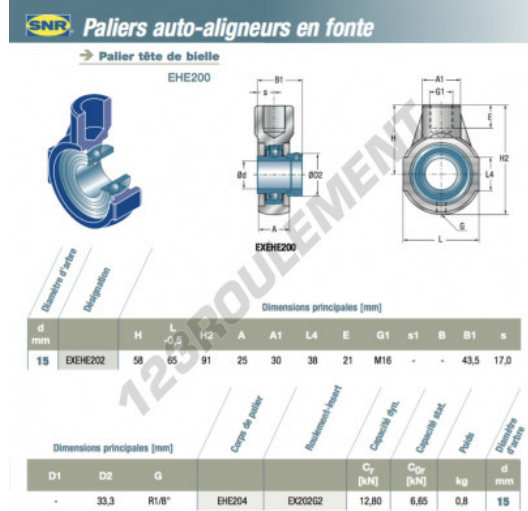 SNR Paliers auto-aligneurs en fonte
Palier tête de bielle
EHE200
B1
s
Ød
ØD2
A
EXEHE200
A1
G1
E
H
H2
L4
G
L
Diamètre d'arbre
Désignation
Dimensions principales [mm]
d mm H L -0,5 H2 A A1 L4 E G1 s1 B B1 s
15 EXEHE202 58 65 91 25 30 38 21 M16 - - 43,5 17,0
123ROULEMENT
Dimensions principales [mm]
Corps de palier
Roulement-insert
Capacité dyn.
Capacité stat.
Poids
Diamètre d'arbre
D1 D2 G Cr [kN] C0r [kN] kg d mm
- 33,3 R1/8" EHE204 EX202G2 12,80 6,65 0,8 15